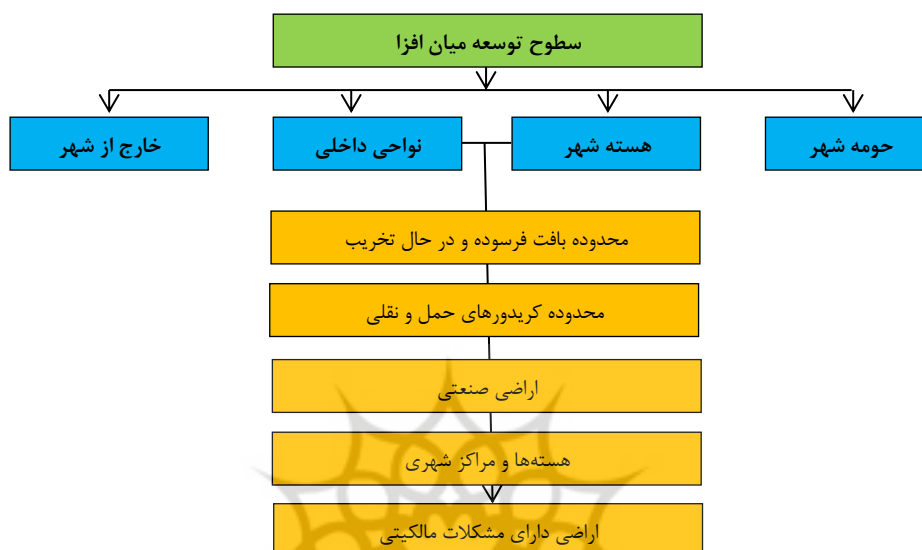 سطوح توسعه میان افزا
حومه شهر
هسته شهر
نواحی داخلی
خارج از شهر
محدوده بافت فرسوده و در حال تخریب
محدوده کریدورهای حمل و نقلی
اراضی صنعتی
هسته‌ها و مراکز شهری
اراضی دارای مشکلات مالکیتی